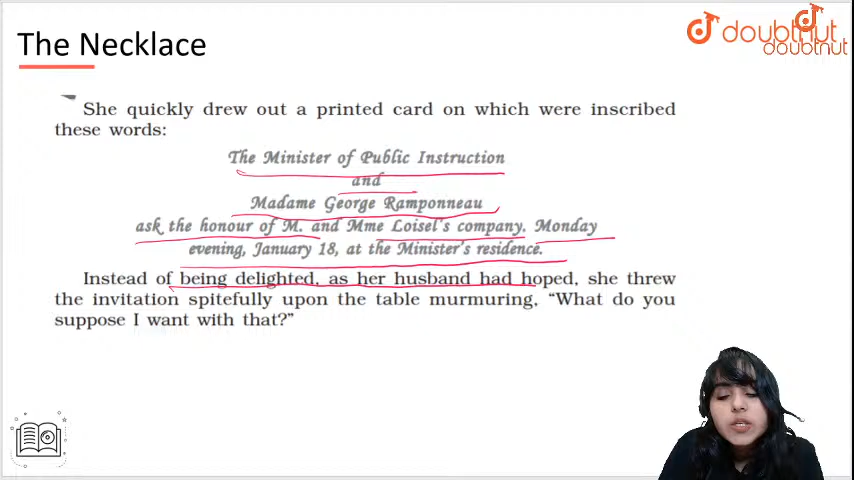 The Necklace
doubtnut
doubtnut
She quickly drew out a printed card on which were inscribed
these words:
The Minister of Public Instruction
and
Madame George Ramponneau
ask the honour of M. and Mme Loisel's company. Monday
evening, January 18, at the Minister's residence.
Instead of being delighted, as her husband had hoped, she threw
the invitation spitefully upon the table murmuring, “What do you
suppose I want with that?”